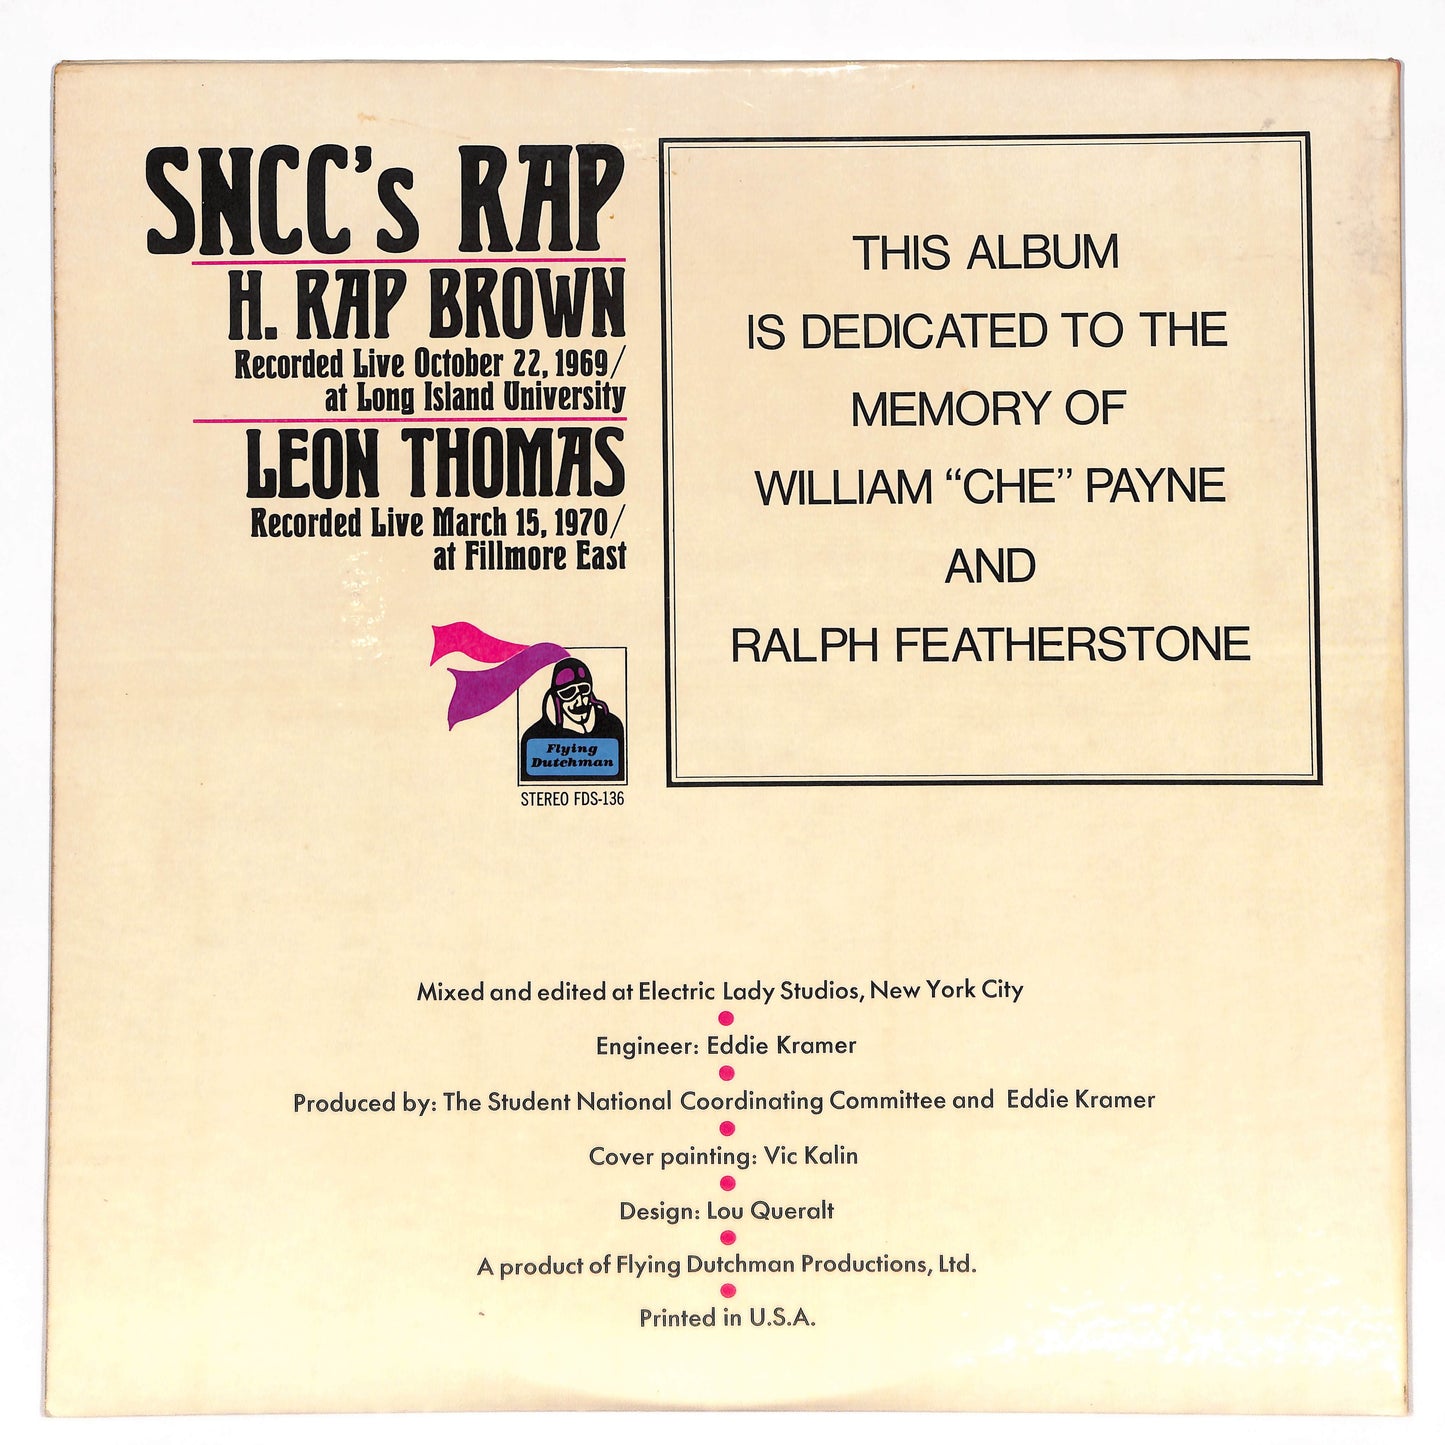 SNCC's RAP
H. RAP BROWN
Recorded Live October 22, 1969/
at Long Island University
LEON THOMAS
Recorded Live March 15, 1970/
at Fillmore East
Flying
Dutchman
STEREO FDS-136
THIS ALBUM
IS DEDICATED TO THE
MEMORY OF
WILLIAM “CHE” PAYNE
AND
RALPH FEATHERSTONE
Mixed and edited at Electric Lady Studios, New York City
Engineer: Eddie Kramer
Produced by: The Student National Coordinating Committee and Eddie Kramer
Cover painting: Vic Kalin
Design: Lou Queralt
A product of Flying Dutchman Productions, Ltd.
Printed in U.S.A.